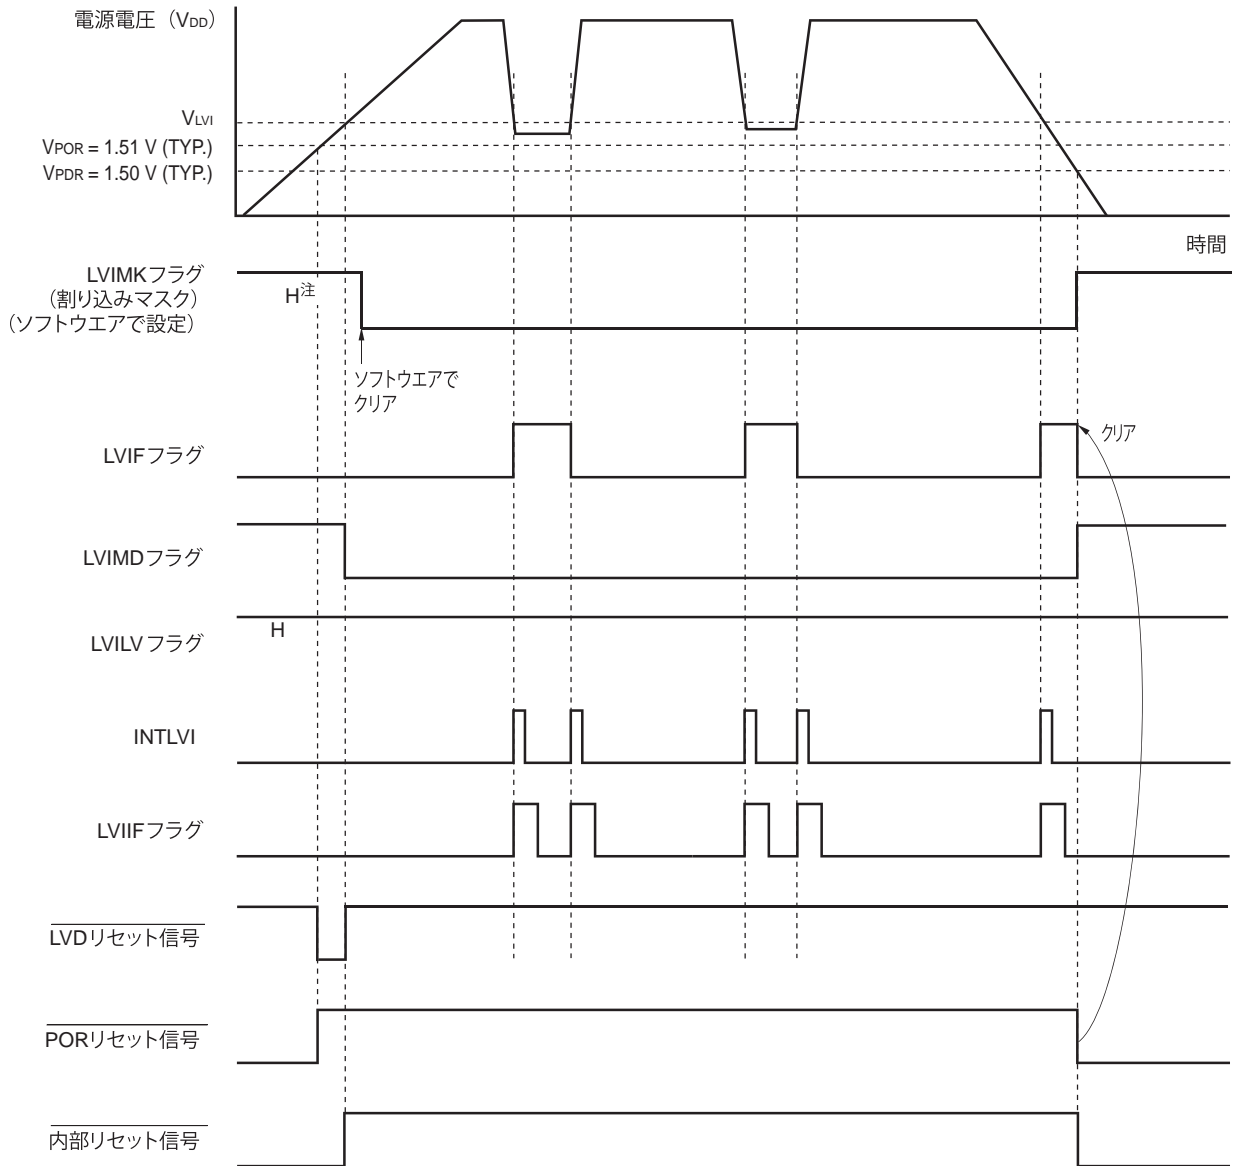 電源電圧（VDD）
VLVI
VPOR = 1.51 V (TYP.)
VPDR = 1.50 V (TYP.)
時間
LVIMKフラグ
（割り込みマスク）
（ソフトウエアで設定）
H注
ソフトウエアで
クリア
LVIFフラグ
クリア
LVIMDフラグ
H
LVILVフラグ
INTLVI
LVIIFフラグ
LVDリセット信号
PORリセット信号
内部リセット信号